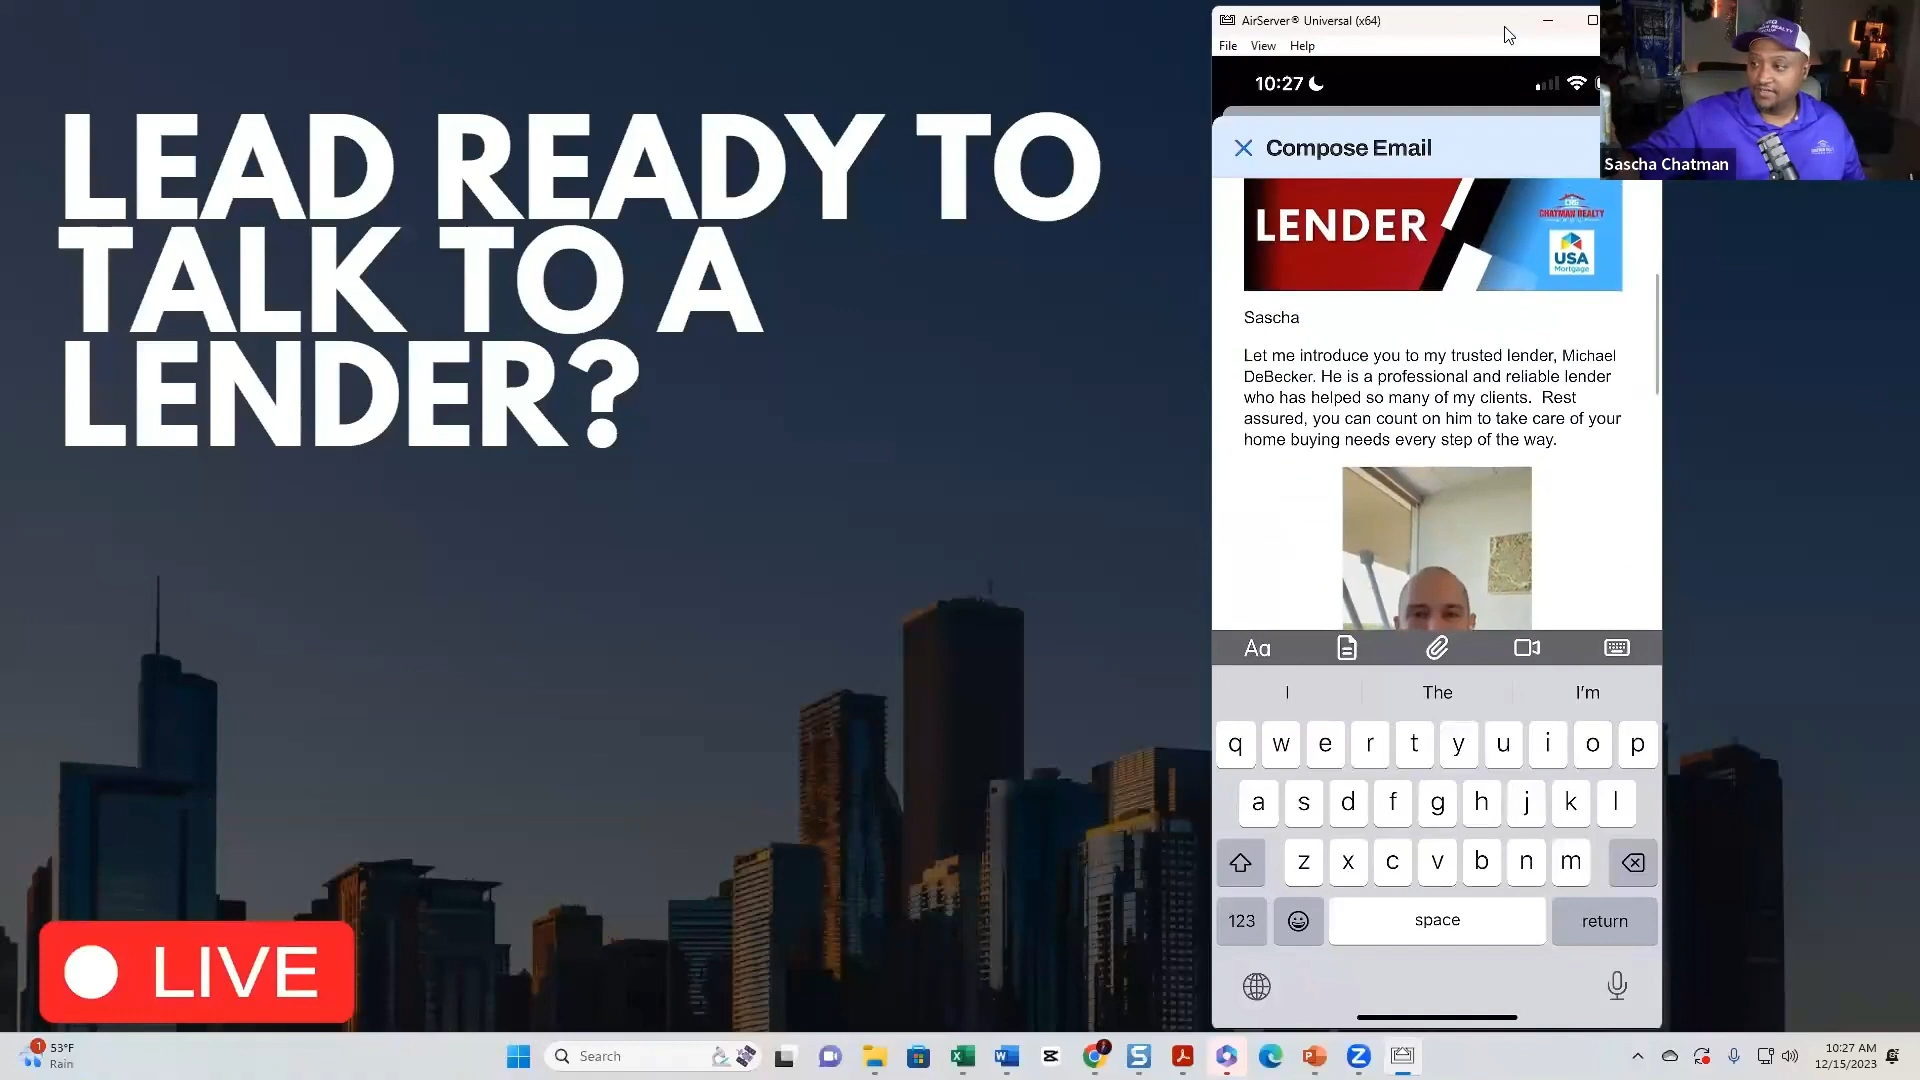 LEAD READY TO
TALK TO A
LENDER?
LIVE
AirServer® Universal (x64)
File View Help
10:27
Compose Email
LENDER
CHATMAN REALTY
USA
Mortgage
Sascha
Let me introduce you to my trusted lender, Michael
DeBecker. He is a professional and reliable lender
who has helped so many of my clients. Rest
assured, you can count on him to take care of your
home buying needs every step of the way.
Aa
I The I'm
q w e r t y u i o p
a s d f g h j k l
z x c v b n m
123 space return
Sascha Chatman
1
53°F
Rain
Search
10:27 AM
12/15/2023